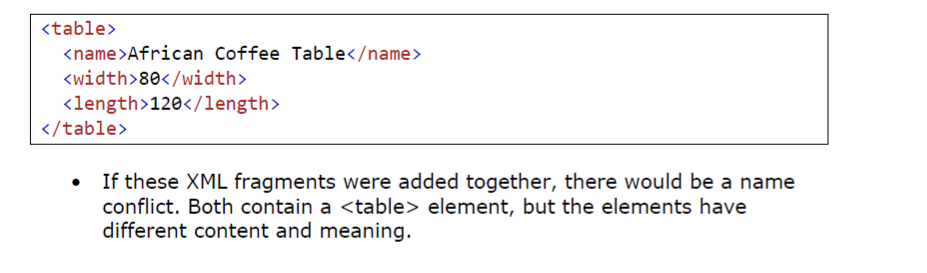 <table>
<name>African Coffee Table</name>
<width>80</width>
<length>120</length>
</table>
• If these XML fragments were added together, there would be a name
conflict. Both contain a <table> element, but the elements have
different content and meaning.